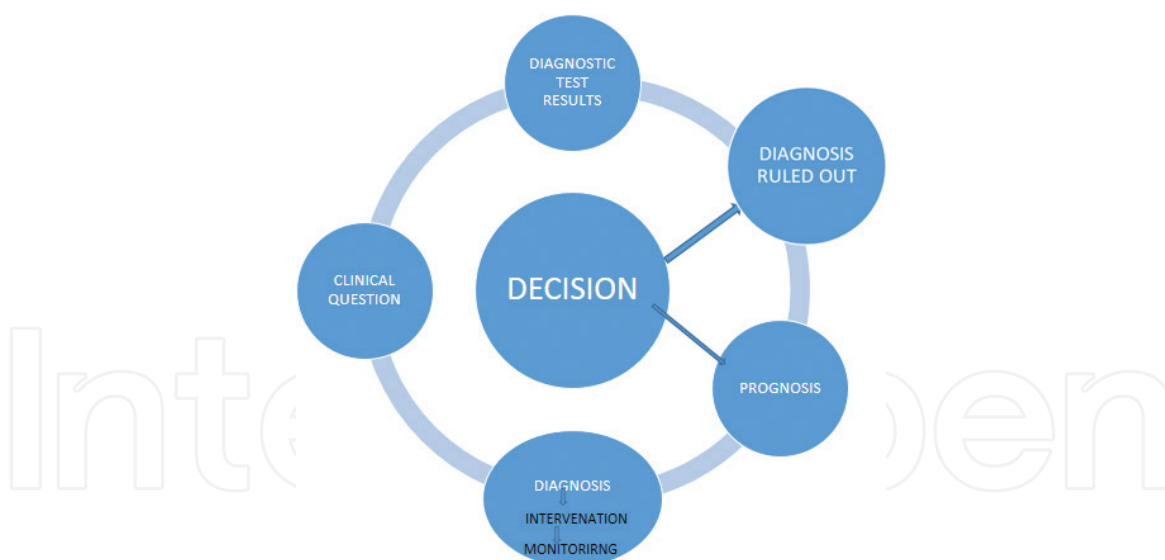 DIAGNOSTIC
TEST
RESULTS
DIAGNOSIS
RULED OUT
CLINICAL
QUESTION
DECISION
PROGNOSIS
DIAGNOSIS
INTERVENATION
MONITORIRNG